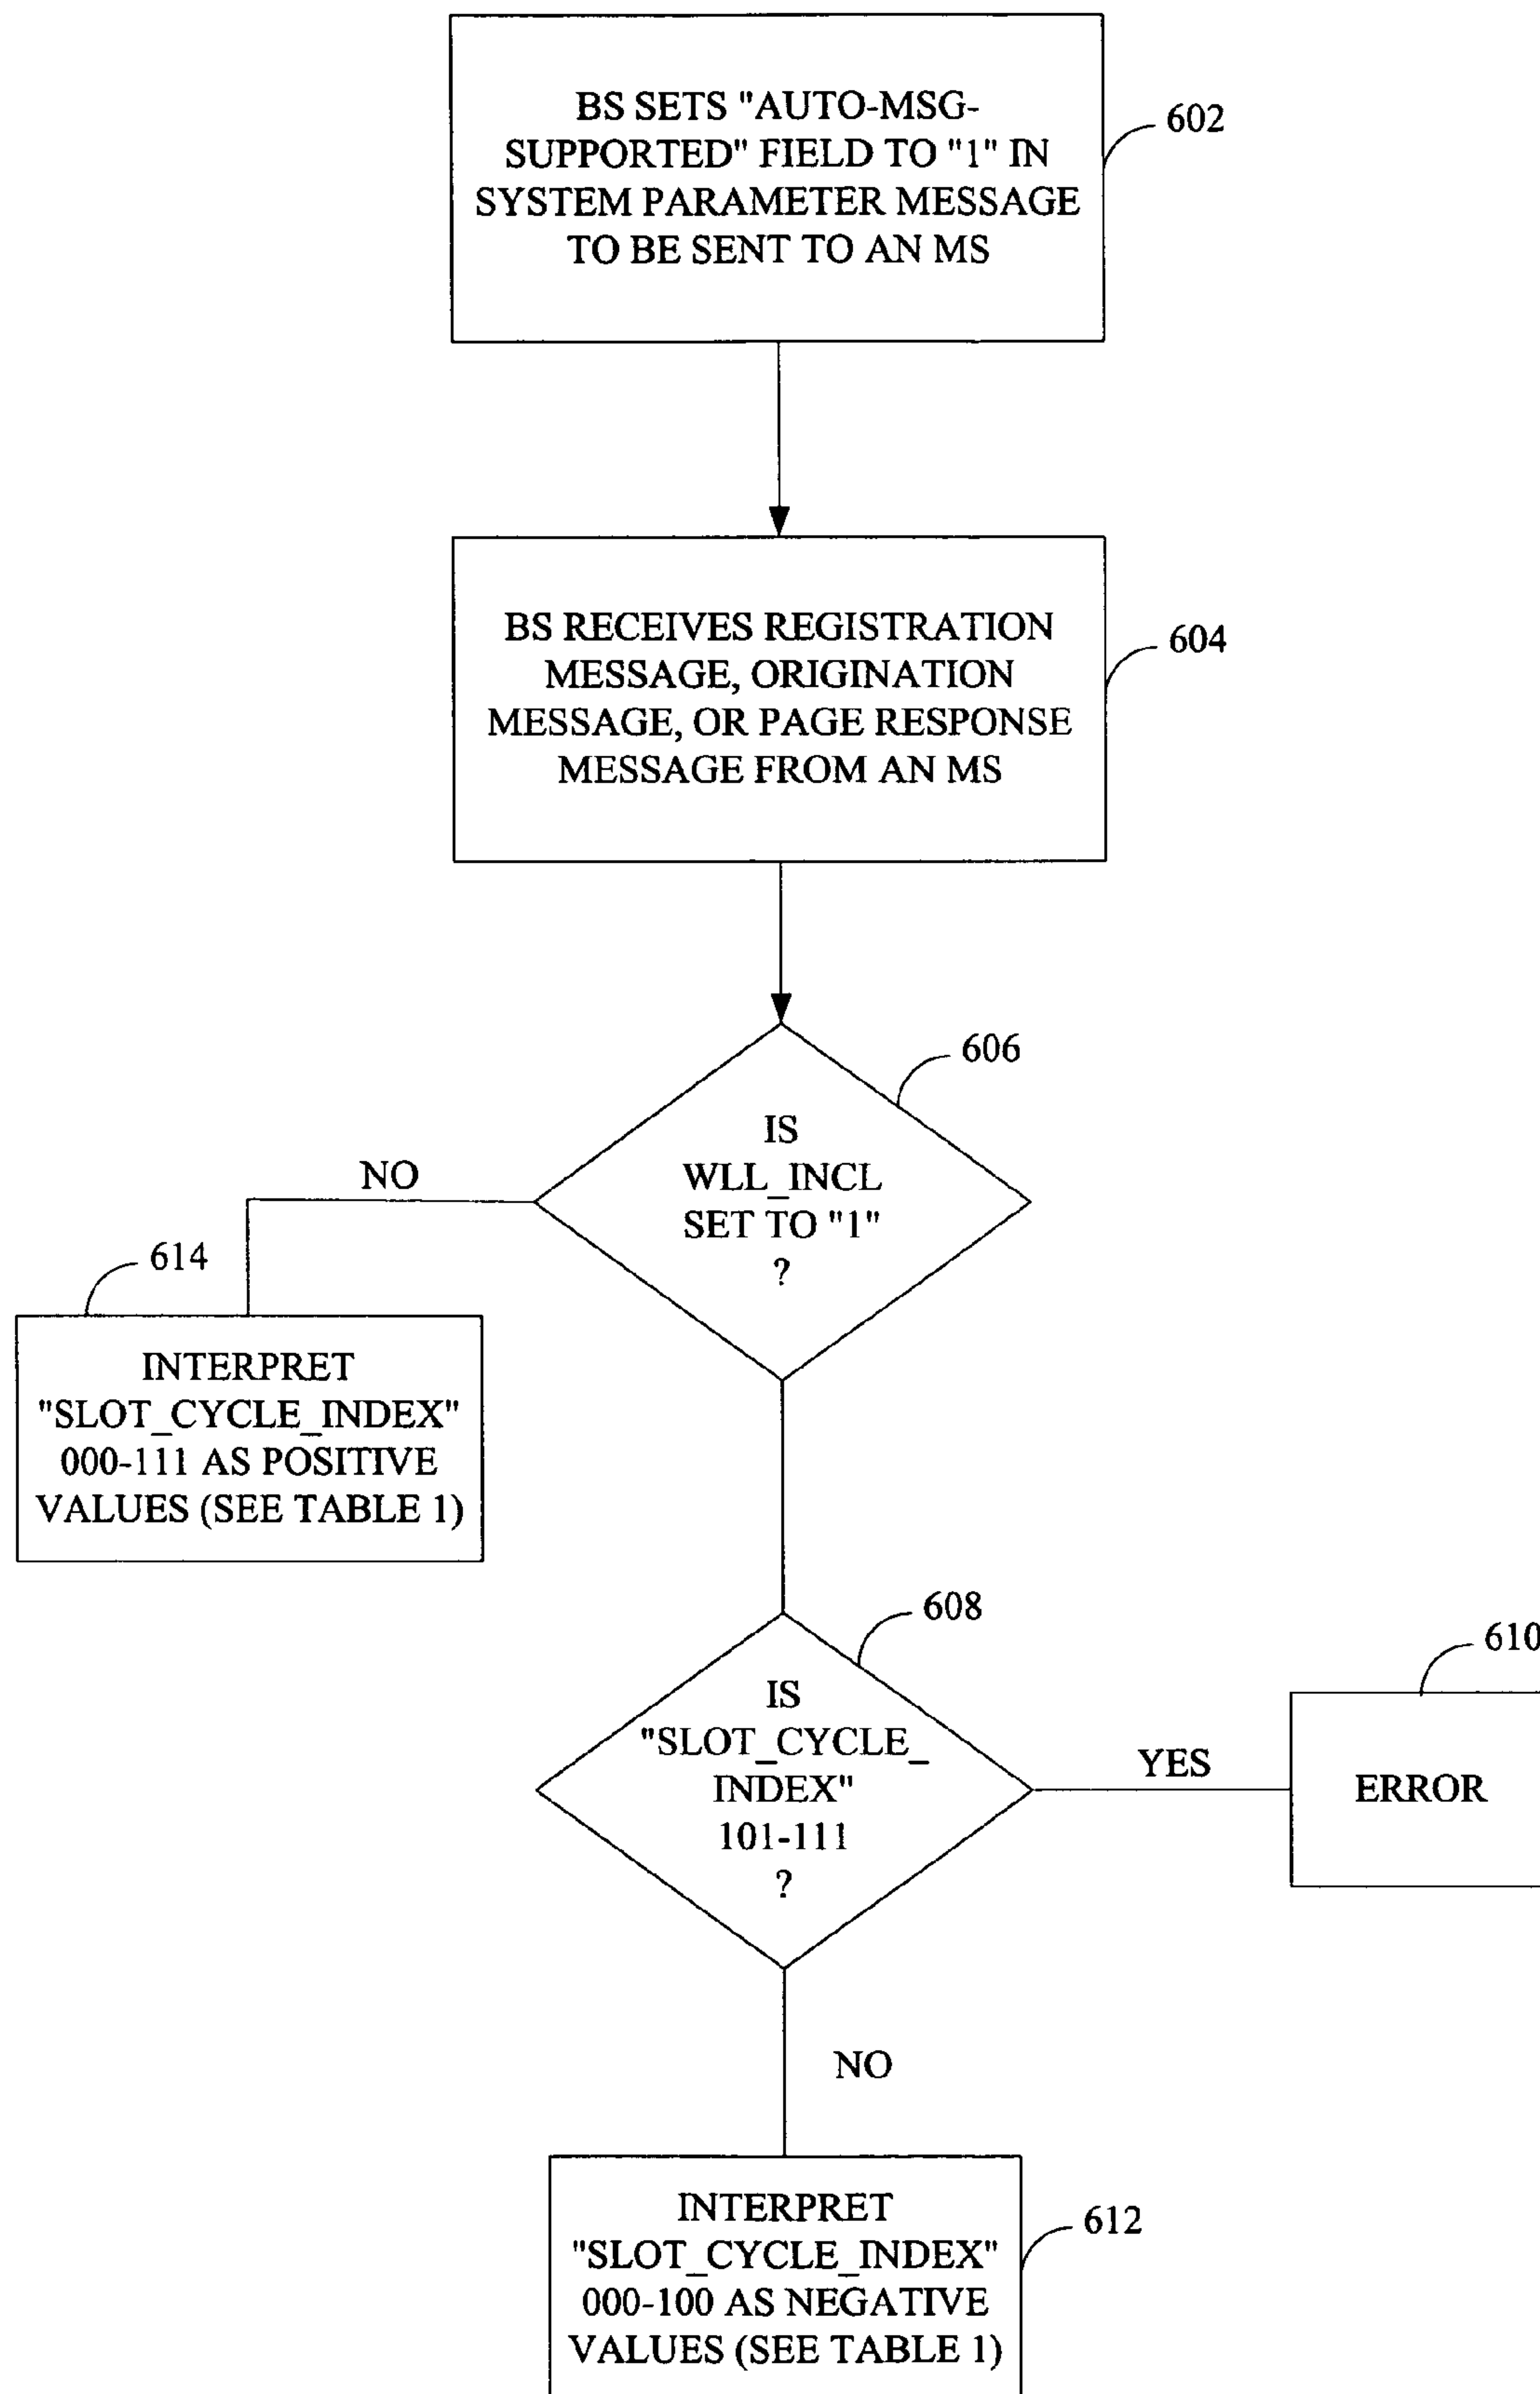 BS SETS "AUTO-MSG-
SUPPORTED" FIELD TO "1" IN
SYSTEM PARAMETER MESSAGE
TO BE SENT TO AN MS
602
BS RECEIVES REGISTRATION
MESSAGE, ORIGINATION
MESSAGE, OR PAGE RESPONSE
MESSAGE FROM AN MS
604
606
IS
WLL_INCL
SET TO "1"
?
NO
614
INTERPRET
"SLOT_CYCLE_INDEX"
000-111 AS POSITIVE
VALUES (SEE TABLE 1)
608
IS
"SLOT_CYCLE_
INDEX"
101-111
?
YES
610
ERROR
NO
INTERPRET
"SLOT_CYCLE_INDEX"
000-100 AS NEGATIVE
VALUES (SEE TABLE 1)
612